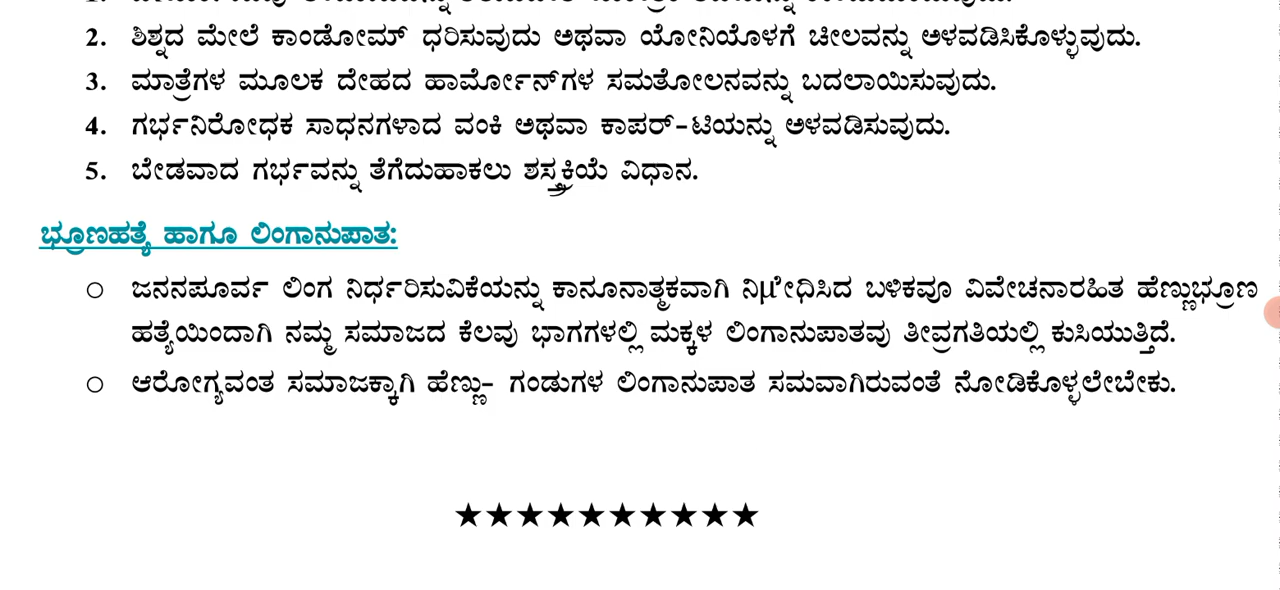 2. ಶಿಶ್ನದ ಮೇಲೆ ಕಾಂಡೋಮ್ ಧರಿಸುವುದು ಅಥವಾ ಯೋನಿಯೊಳಗೆ ಚೀಲವನ್ನು ಅಳವಡಿಸಿಕೊಳ್ಳುವುದು.
3. ಮಾತ್ರೆಗಳ ಮೂಲಕ ದೇಹದ ಹಾರ್ಮೋನ್‌ಗಳ ಸಮತೋಲನವನ್ನು ಬದಲಾಯಿಸುವುದು.
4. ಗರ್ಭನಿರೋಧಕ ಸಾಧನಗಳಾದ ವಂಕಿ ಅಥವಾ ಕಾಪರ್-ಟಿಯನ್ನು ಅಳವಡಿಸುವುದು.
5. ಬೇಡವಾದ ಗರ್ಭವನ್ನು ತೆಗೆದುಹಾಕಲು ಶಸ್ತ್ರಕ್ರಿಯೆ ವಿಧಾನ.
ಭ್ರೂಣಹತ್ಯೆ ಹಾಗೂ ಲಿಂಗಾನುಪಾತ:
○ ಜನನಪೂರ್ವ ಲಿಂಗ ನಿರ್ಧರಿಸುವಿಕೆಯನ್ನು ಕಾನೂನಾತ್ಮಕವಾಗಿ ನಿµೇಧಿಸಿದ ಬಳಿಕವೂ ವಿವೇಚನಾರಹಿತ ಹೆಣ್ಣುಭ್ರೂಣ
ಹತ್ಯೆಯಿಂದಾಗಿ ನಮ್ಮ ಸಮಾಜದ ಕೆಲವು ಭಾಗಗಳಲ್ಲಿ ಮಕ್ಕಳ ಲಿಂಗಾನುಪಾತವು ತೀವ್ರಗತಿಯಲ್ಲಿ ಕುಸಿಯುತ್ತಿದೆ.
○ ಆರೋಗ್ಯವಂತ ಸಮಾಜಕ್ಕಾಗಿ ಹೆಣ್ಣು- ಗಂಡುಗಳ ಲಿಂಗಾನುಪಾತ ಸಮವಾಗಿರುವಂತೆ ನೋಡಿಕೊಳ್ಳಲೇಬೇಕು.
★★★★★★★★★★